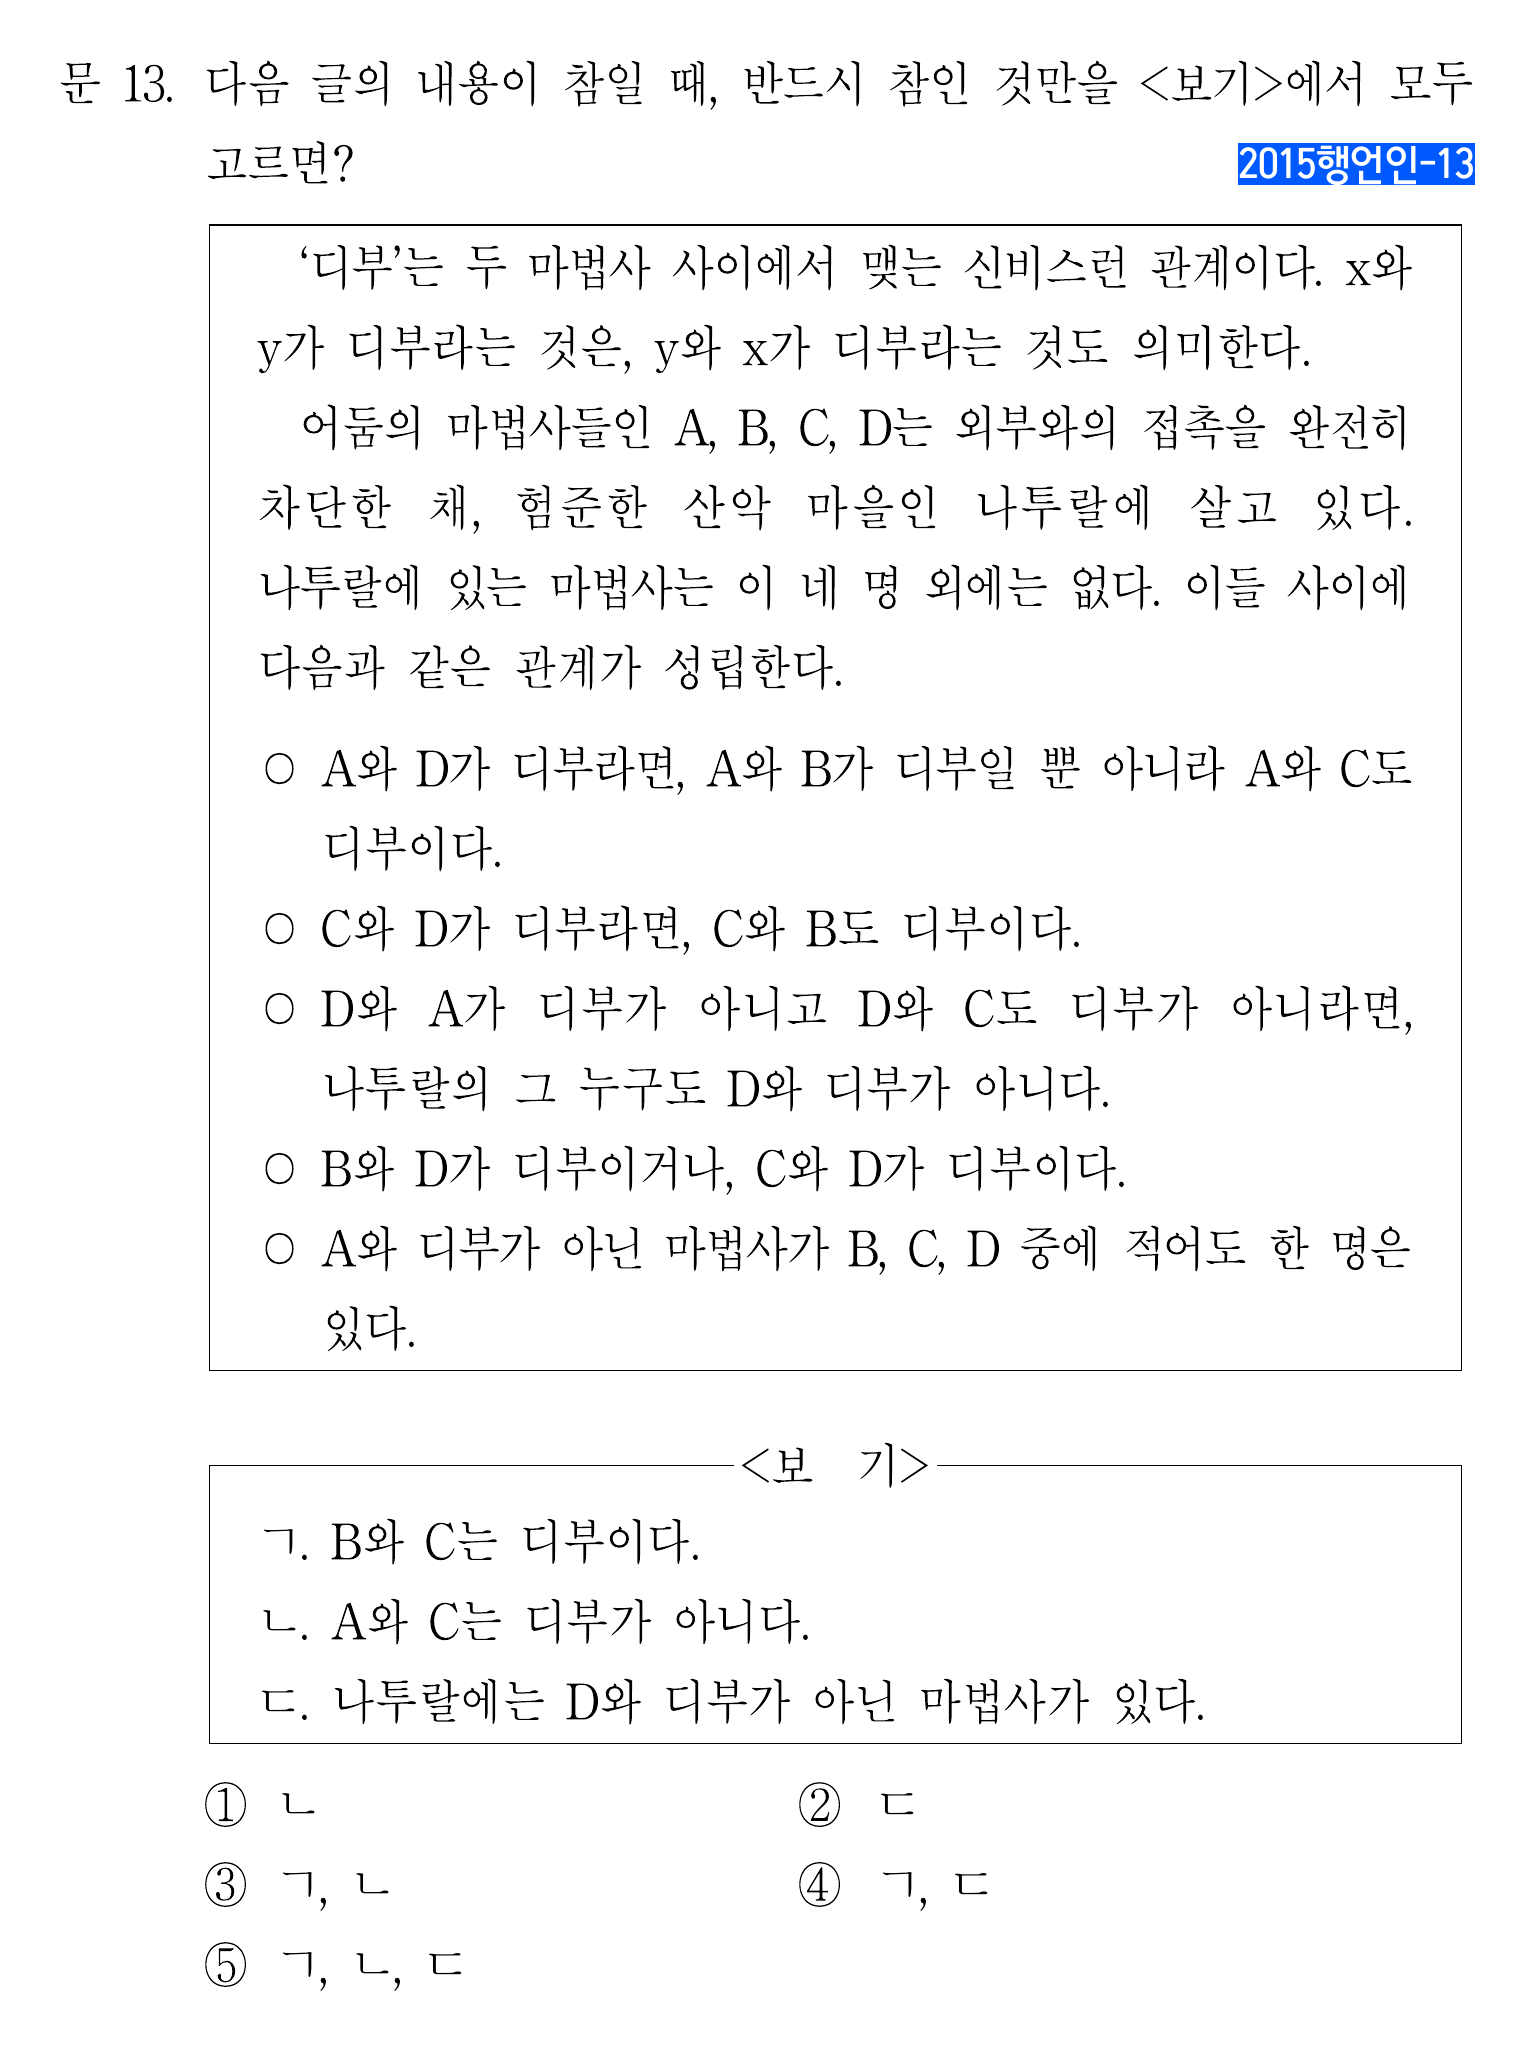 문 13. 다음 글의 내용이 참일 때, 반드시 참인 것만을 <보기>에서 모두
고르면?
2015행언인-13
‘디부’는 두 마법사 사이에서 맺는 신비스런 관계이다. x와
y가 디부라는 것은, y와 x가 디부라는 것도 의미한다.
어둠의 마법사들인 A, B, C, D는 외부와의 접촉을 완전히
차단한 채, 험준한 산악 마을인 나투랄에 살고 있다.
나투랄에 있는 마법사는 이 네 명 외에는 없다. 이들 사이에
다음과 같은 관계가 성립한다.
○ A와 D가 디부라면, A와 B가 디부일 뿐 아니라 A와 C도
디부이다.
○ C와 D가 디부라면, C와 B도 디부이다.
○ D와 A가 디부가 아니고 D와 C도 디부가 아니라면,
나투랄의 그 누구도 D와 디부가 아니다.
○ B와 D가 디부이거나, C와 D가 디부이다.
○ A와 디부가 아닌 마법사가 B, C, D 중에 적어도 한 명은
있다.
<보 기>
ㄱ. B와 C는 디부이다.
ㄴ. A와 C는 디부가 아니다.
ㄷ. 나투랄에는 D와 디부가 아닌 마법사가 있다.
① ㄴ
② ㄷ
③ ㄱ, ㄴ
④ ㄱ, ㄷ
⑤ ㄱ, ㄴ, ㄷ